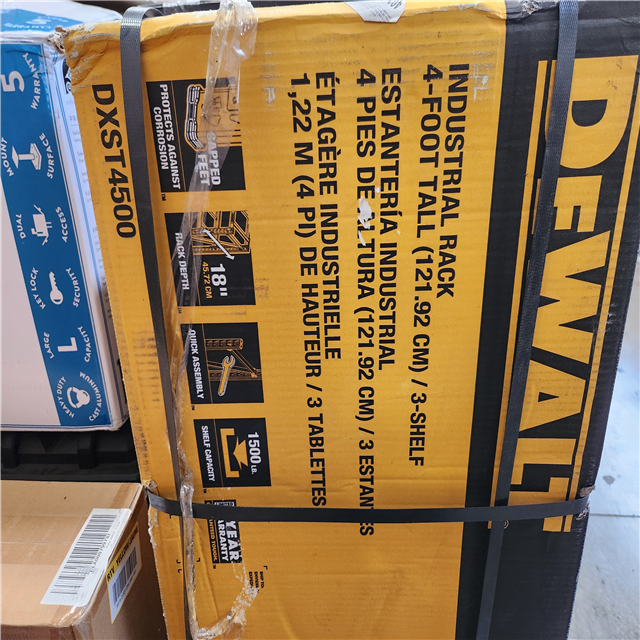 DEWALT
INDUSTRIAL RACK
4-FOOT TALL (121.92 CM) / 3-SHELF
ESTANTERÍA INDUSTRIAL
4 PIES DE ALTURA (121.92 CM) / 3 ESTANTES
ÉTAGÈRE INDUSTRIELLE
1,22 M (4 PI) DE HAUTEUR / 3 TABLETTES
CAPPED
FEET
PROTECTS AGAINST
CORROSION
18"
45.72 CM
RACK DEPTH
QUICK ASSEMBLY
1500 LB.
SHELF CAPACITY
YEAR
WARRANTY
DXST4500
5
WARRANTY
MOUNT
SURFACE
DUAL
ACCESS
KEY LOCK
SECURITY
L
LARGE
CAPACITY
HEAVY DUTY
CAST ALUMINUM